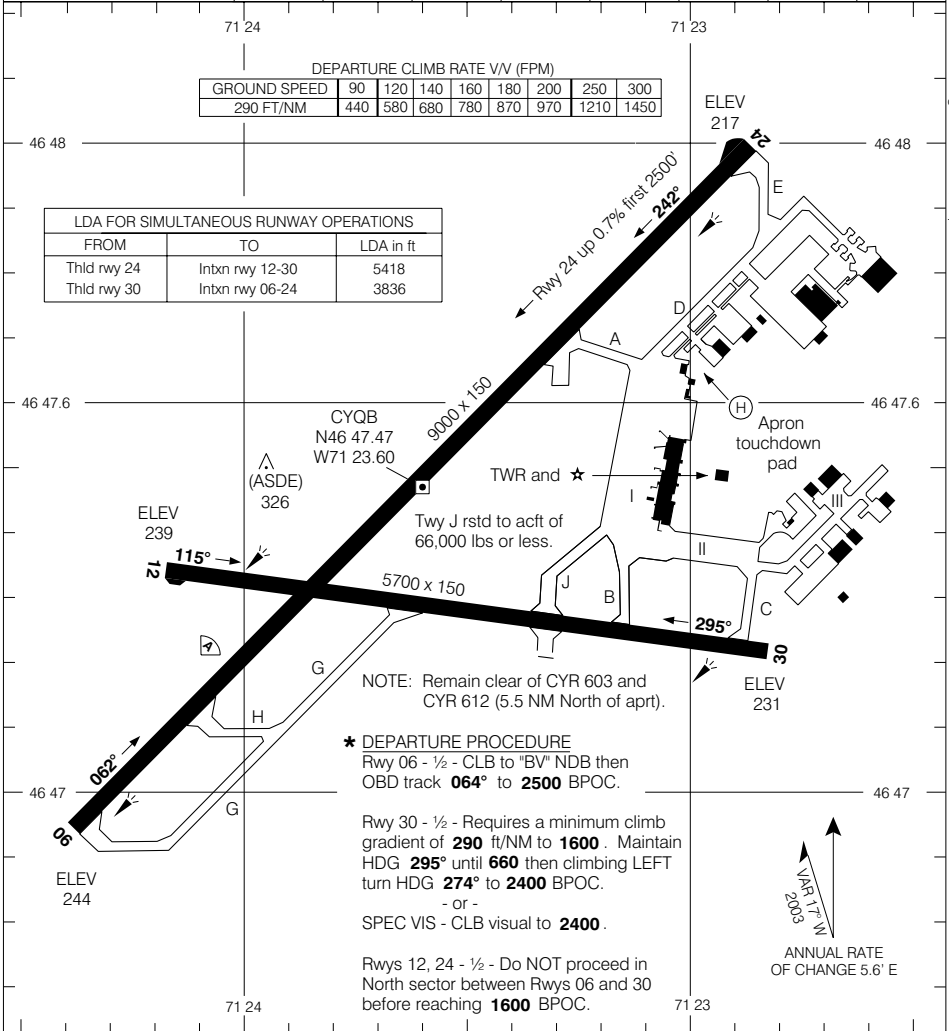 71 24
71 23
DEPARTURE CLIMB RATE V/V (FPM)
GROUND SPEED 90 120 140 160 180 200 250 300
290 FT/NM 440 580 680 780 870 970 1210 1450
ELEV
217
24
46 48
46 48
E
Rwy 24 up 0.7% first 2500'
242°
LDA FOR SIMULTANEOUS RUNWAY OPERATIONS
FROM TO LDA in ft
Thld rwy 24 Intxn rwy 12-30 5418
Thld rwy 30 Intxn rwy 06-24 3836
D
A
46 47.6
46 47.6
9000 x 150
H
Apron
touchdown
pad
CYQB
N46 47.47
W71 23.60
(ASDE)
326
TWR and
I
III
ELEV
239
Twy J rstd to acft of
66,000 lbs or less.
II
12
115°
5700 x 150
J
B
C
295°
30
A
G
ELEV
231
NOTE: Remain clear of CYR 603 and
CYR 612 (5.5 NM North of aprt).
H
062°
G
06
ELEV
244
* DEPARTURE PROCEDURE
Rwy 06 - ½ - CLB to "BV" NDB then
OBD track 064° to 2500 BPOC.
46 47
46 47
Rwy 30 - ½ - Requires a minimum climb
gradient of 290 ft/NM to 1600 . Maintain
HDG 295° until 660 then climbing LEFT
turn HDG 274° to 2400 BPOC.
- or -
SPEC VIS - CLB visual to 2400 .
Rwys 12, 24 - ½ - Do NOT proceed in
North sector between Rwys 06 and 30
before reaching 1600 BPOC.
VAR 17° W
2003
ANNUAL RATE
OF CHANGE 5.6' E
71 24
71 23